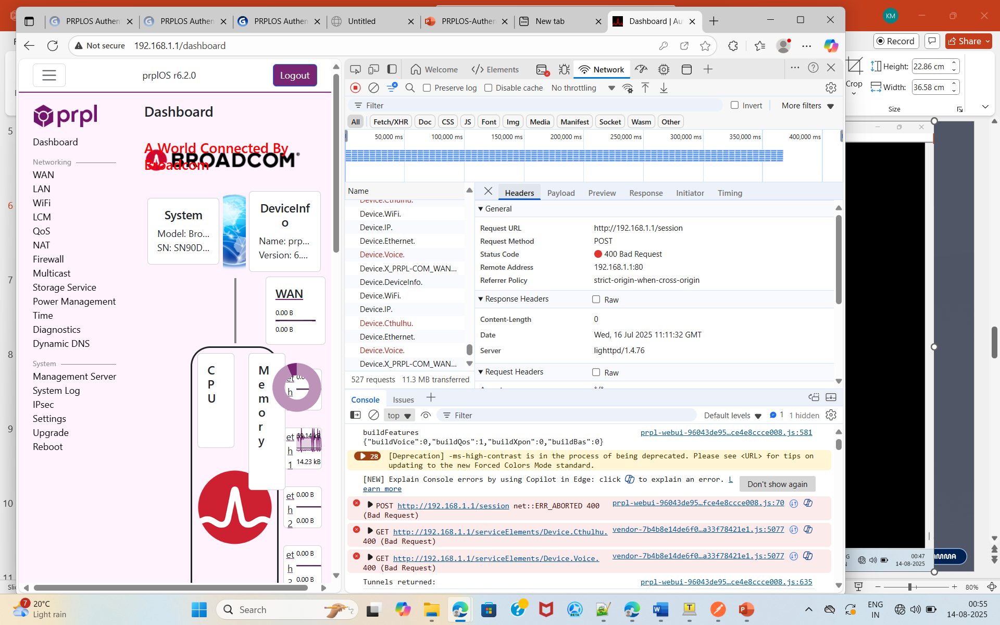 PRPLOS Authen
PRPLOS Authen
PRPLOS Authen
Untitled
PRPLOS-Authen
New tab
Dashboard | Au
KM
Not secure
192.168.1.1/dashboard
Record
Share
prplOS r6.2.0
Logout
Welcome
Elements
Network
Height:
22.86 cm
Crop
Width:
36.58 cm
Size
Preserve log
Disable cache
No throttling
Filter
Invert
More filters
All
Fetch/XHR
Doc
CSS
JS
Font
Img
Media
Manifest
Socket
Wasm
Other
50,000 ms
100,000 ms
150,000 ms
200,000 ms
250,000 ms
300,000 ms
350,000 ms
400,000 ms
prpl
Dashboard
Networking
WAN
LAN
WiFi
LCM
QoS
NAT
Firewall
Multicast
Storage Service
Power Management
Time
Diagnostics
Dynamic DNS
System
Management Server
System Log
IPsec
Settings
Upgrade
Reboot
Dashboard
A World Connected By
Broadcom
BROADCOM®
System
Model: Bro...
SN: SN90D...
DeviceInf
o
Name: prp...
Version: 6....
WAN
0.00 B
0.00 B
C
P
U
M
e
m
o
r
y
et
h
et
h
1
69.14 kB
14.23 kB
et
h
2
0.00 B
0.00 B
et
h
0.00 B
0.00 B
Name
Device.Cthulhu.
Device.WiFi.
Device.IP.
Device.Ethernet.
Device.Voice.
Device.X_PRPL-COM_WAN...
Device.DeviceInfo.
Device.WiFi.
Device.IP.
Device.Cthulhu.
Device.Ethernet.
Device.Voice.
Device.X_PRPL-COM_WAN...
527 requests
11.3 MB transferred
Headers
Payload
Preview
Response
Initiator
Timing
General
Request URL
http://192.168.1.1/session
Request Method
POST
Status Code
400 Bad Request
Remote Address
192.168.1.1:80
Referrer Policy
strict-origin-when-cross-origin
Response Headers
Raw
Content-Length
0
Date
Wed, 16 Jul 2025 11:11:32 GMT
Server
lighttpd/1.4.76
Request Headers
Raw
Console
Issues
top
Filter
Default levels
1
1 hidden
buildFeatures
prpl-webui-96043de95…ce4e8ccce008.js:581
{"buildVoice":0,"buildQos":1,"buildXpon":0,"buildBas":0}
28
[Deprecation] -ms-high-contrast is in the process of being deprecated. Please see <URL> for tips on
updating to the new Forced Colors Mode standard.
[NEW] Explain Console errors by using Copilot in Edge: click
to explain an error. L
earn more
Don't show again
POST http://192.168.1.1/session net::ERR_ABORTED 400
(Bad Request)
prpl-webui-96043de95…fce4e8ccce008.js:70
GET http://192.168.1.1/serviceElements/Device.Cthulhu.
400 (Bad Request)
vendor-7b4b8e14de6f0…a33f78421e1.js:5077
GET http://192.168.1.1/serviceElements/Device.Voice.
400 (Bad Request)
vendor-7b4b8e14de6f0…a33f78421e1.js:5077
Tunnels returned:
prpl-webui-96043de95…ce4e8ccce008.js:635
5
6
7
8
9
10
11
00:47
14-08-2025
80%
7
20°C
Light rain
Search
BETA
ENG
IN
00:55
14-08-2025